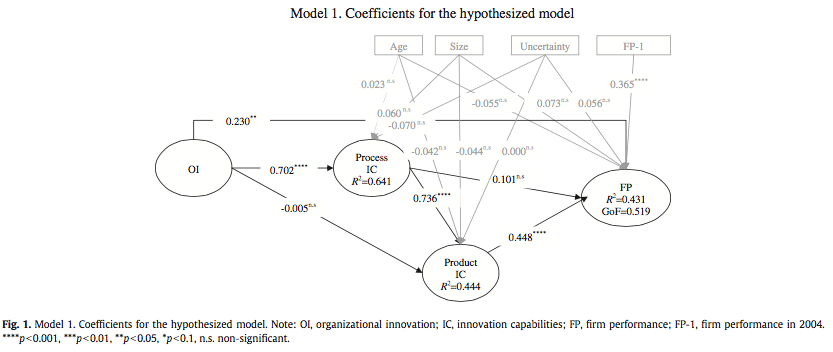 Model 1. Coefficients for the hypothesized model
Age Size Uncertainty FP-1
0.023 n.s 0.365****
-0.055n.s 0.073n.s 0.056n.s
0.060 n.s
0.230** -0.070n.s
-0.042n.s -0.044n.s 0.000n.s
Process
IC
R²=0.641
OI 0.702****
0.101n.s
FP
R²=0.431
GoF=0.519
0.736****
-0.005n.s
0.448****
Product
IC
R²=0.444
Fig. 1. Model 1. Coefficients for the hypothesized model. Note: OI, organizational innovation; IC, innovation capabilities; FP, firm performance; FP-1, firm performance in 2004.
****p<0.001, ***p<0.01, **p<0.05, *p<0.1, n.s. non-significant.